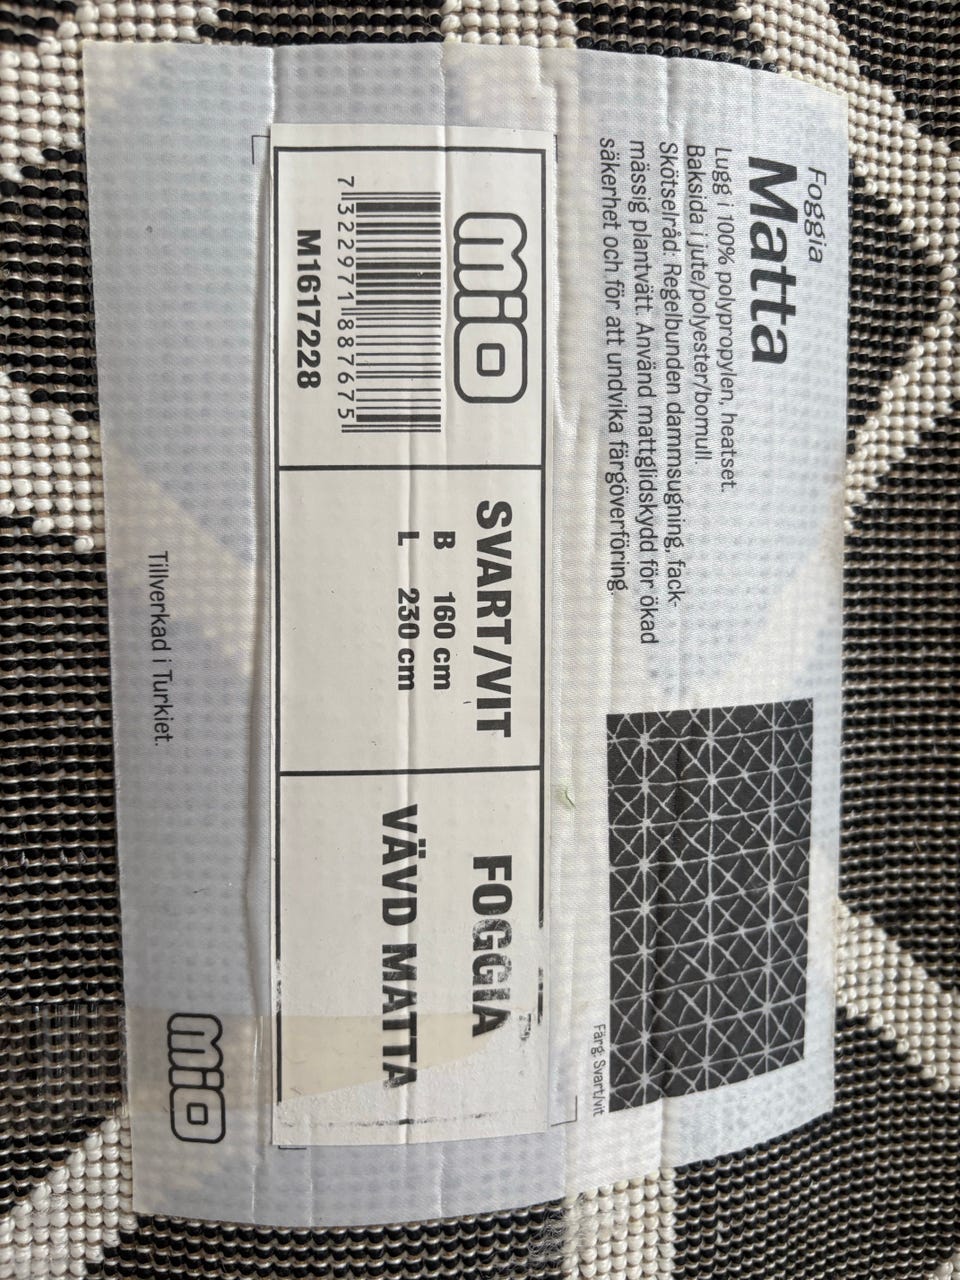 Foggia
Matta
Lugg i 100% polypropylen, heatset.
Baksida i jute/polyester/bomull.
Skötselråd: Regelbunden dammsugning, fack-
mässig plantvätt. Använd mattglidskydd för ökad
säkerhet och för att undvika färgöverföring.
Färg: Svart/vit
mio
7 322971 887675
M1617228
SVART/VIT
B 160 cm
L 230 cm
FOGGIA
VÄVD MATTA
Tillverkad i Turkiet.
mio